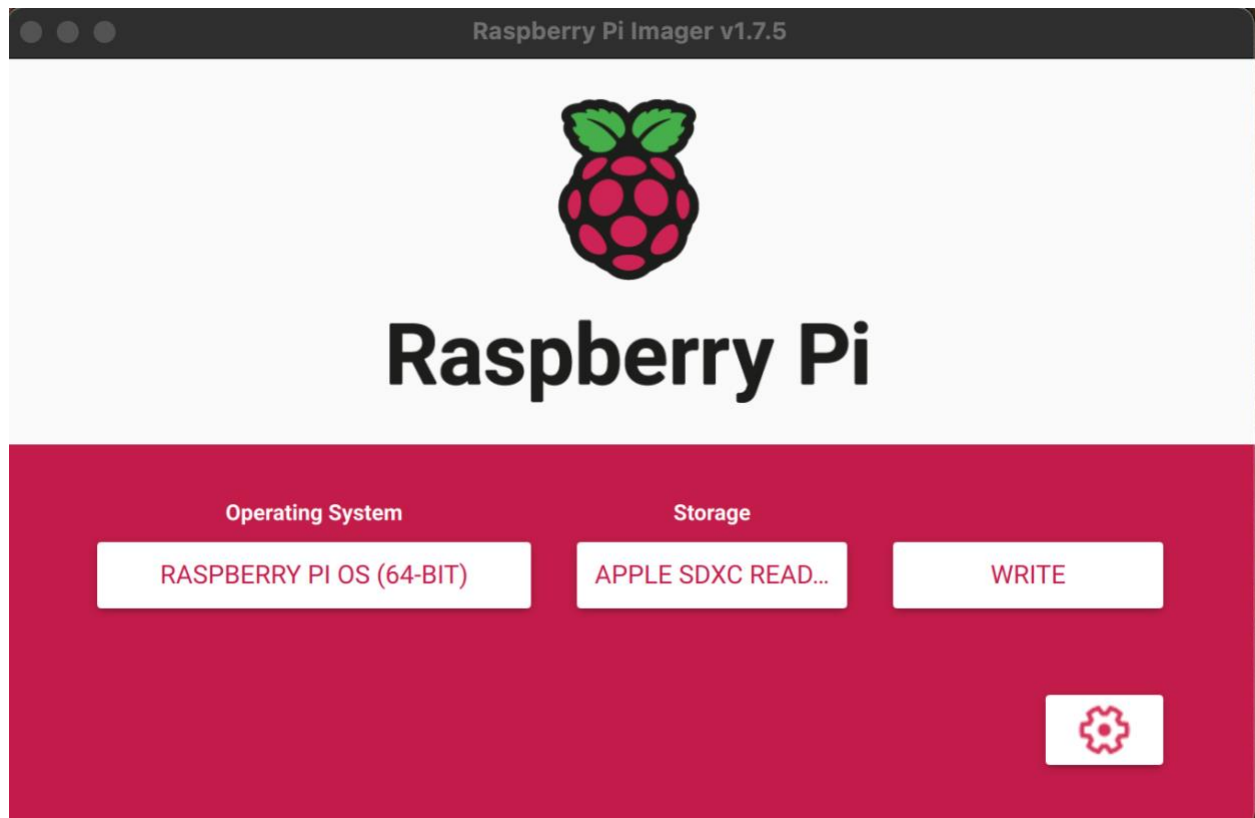 Raspberry Pi Imager v1.7.5
Raspberry Pi
Operating System
Storage
RASPBERRY PI OS (64-BIT)
APPLE SDXC READ...
WRITE